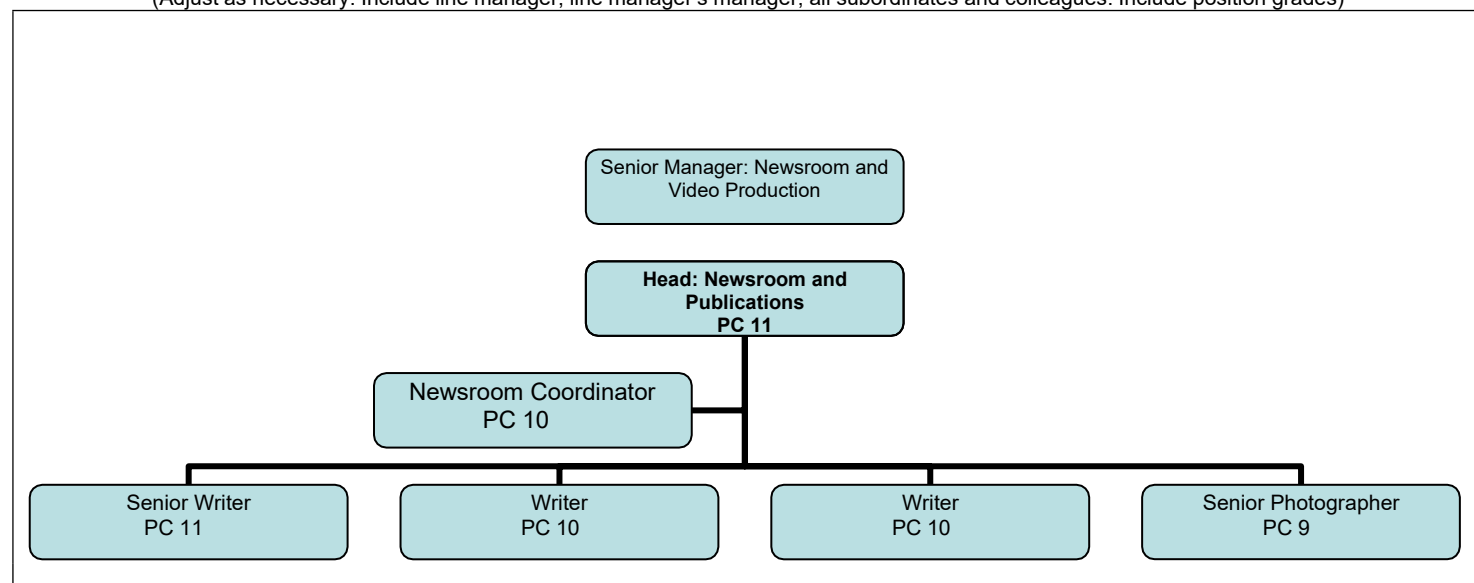 (Adjust as necessary. Include line manager, line manager's manager, all subordinates and colleagues. Include position grades)
Senior Manager: Newsroom and
Video Production
Head: Newsroom and
Publications
PC 11
Newsroom Coordinator
PC 10
Senior Writer
PC 11
Writer
PC 10
Writer
PC 10
Senior Photographer
PC 9